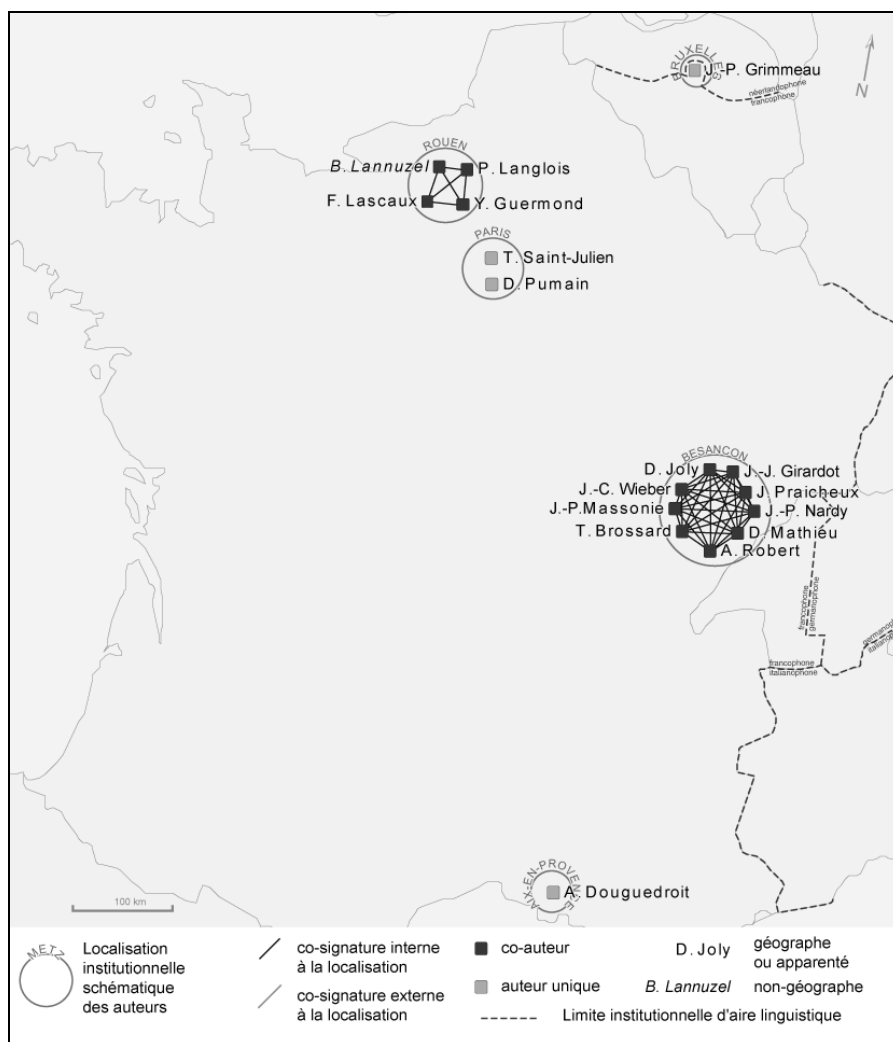 BRUXELLES
J.-P. Grimmeau
N
néerlandophone
francophone
ROUEN
B. Lannuzel
P. Langlois
F. Lascaux
Y. Guermond
PARIS
T. Saint-Julien
D. Pumain
BESANCON
D. Joly
J.-J. Girardot
J.-C. Wieber
J. Praicheux
J.-P.Massonie
J.-P. Nardy
T. Brossard
D. Mathieu
A. Robert
francophone
germanophone
germanophone
italianophone
francophone
italianophone
AIX-EN-PROVENCE
A. Douguedroit
100 km
METZ
Localisation
institutionnelle
schématique
des auteurs
co-signature interne
à la localisation
co-signature externe
à la localisation
co-auteur
auteur unique
D. Joly
géographe
ou apparenté
B. Lannuzel
non-géographe
Limite institutionnelle d'aire linguistique